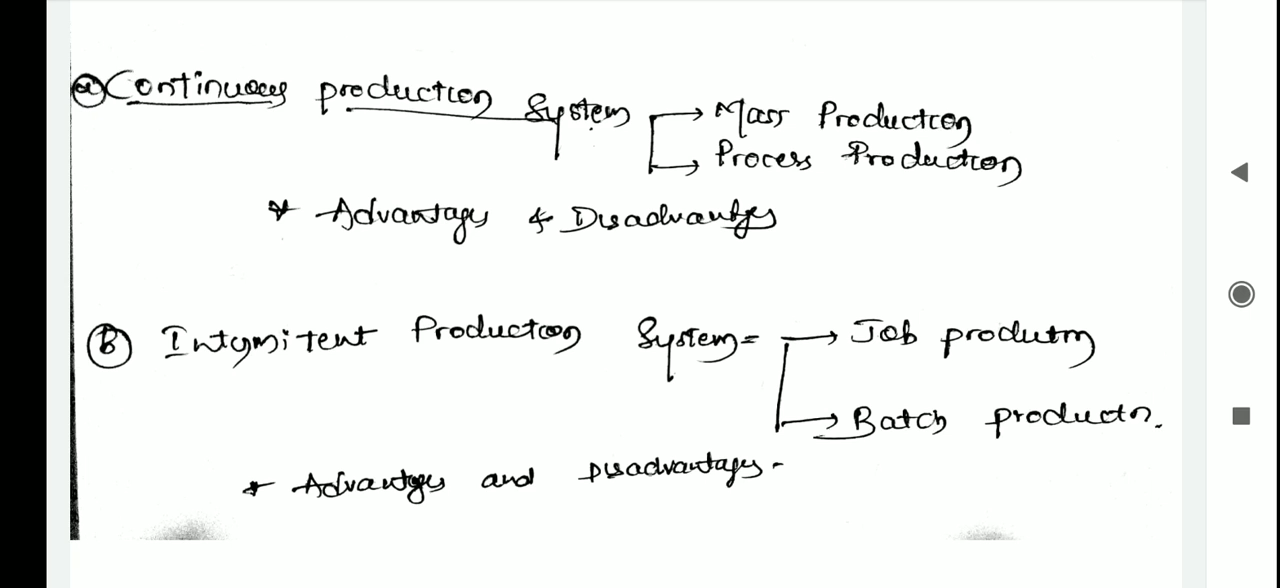 (a) Continuous production System → Mass Production
→ Process Production
* Advantages & Disadvantages
(B) Intermitent Production System = → Job production
→ Batch productn.
* Advantages and Disadvantages -